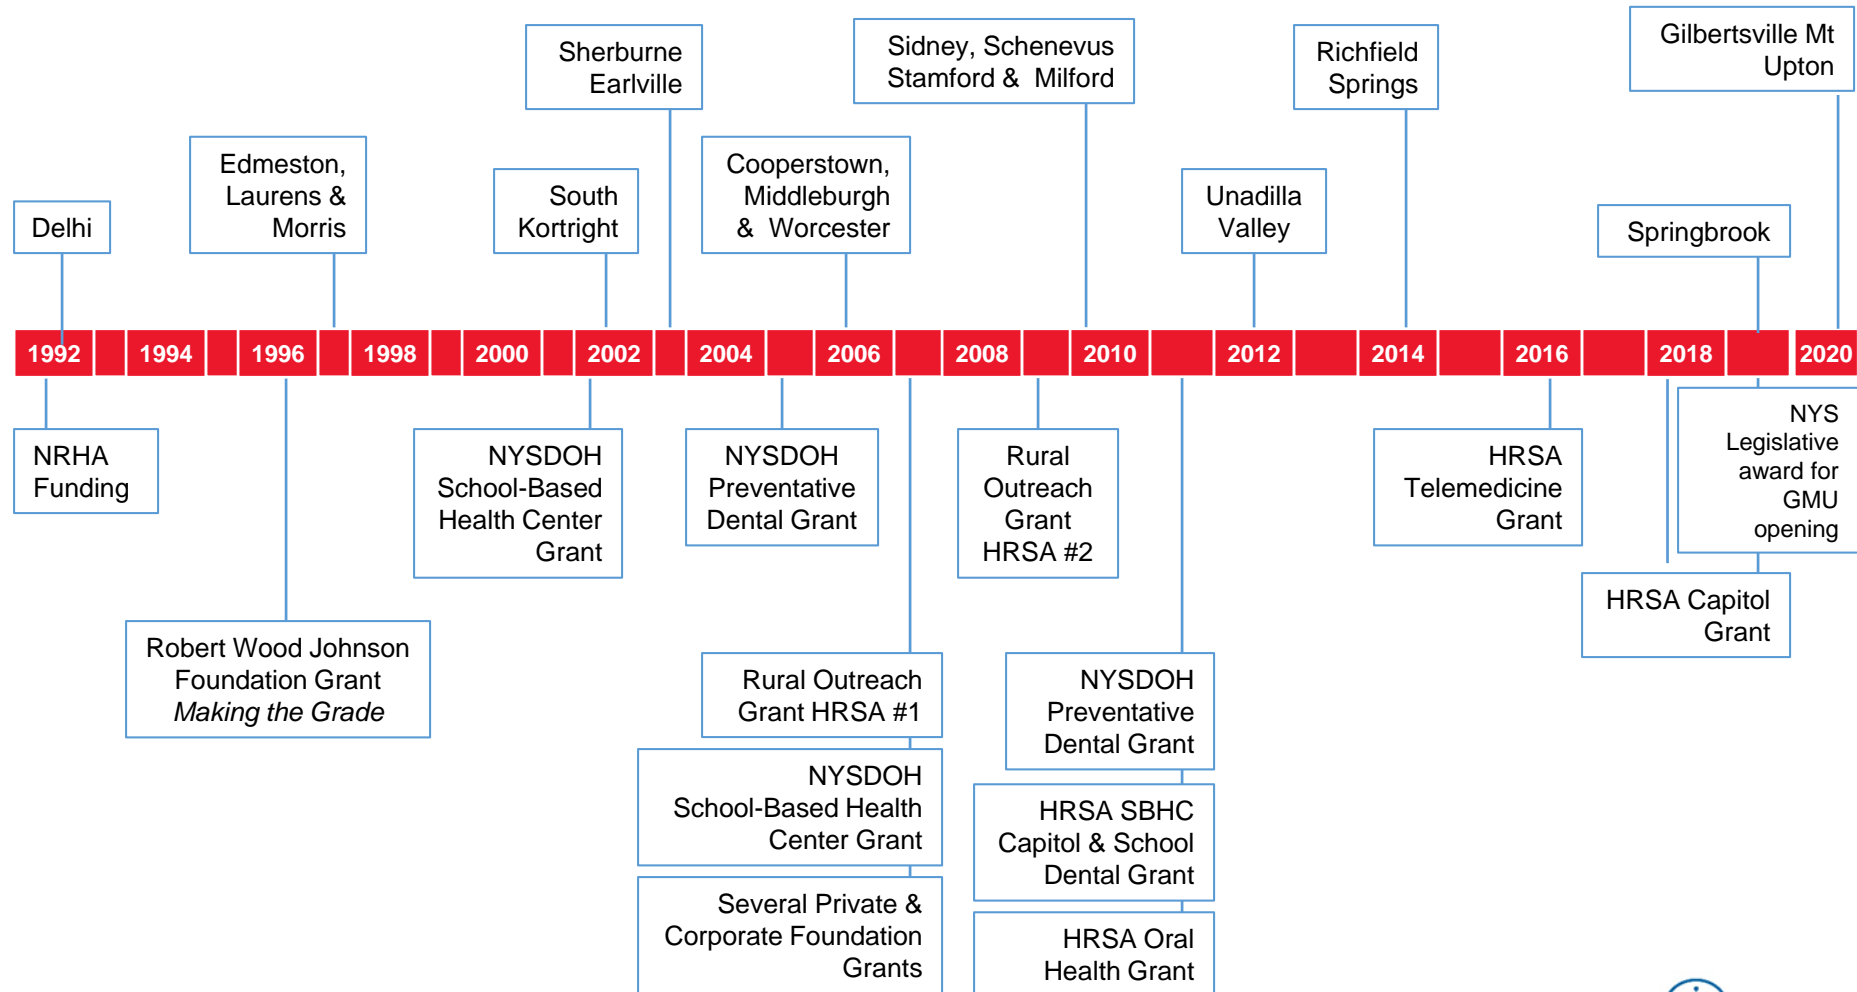 Sherburne
Earlville
Sidney, Schenevus
Stamford & Milford
Richfield
Springs
Gilbertsville Mt
Upton
Edmeston,
Laurens &
Morris
Cooperstown,
Middleburgh
& Worcester
Delhi
South
Kortright
Unadilla
Valley
Springbrook
1992 1994 1996 1998 2000 2002 2004 2006 2008 2010 2012 2014 2016 2018 2020
NRHA
Funding
NYSDOH
School-Based
Health Center
Grant
NYSDOH
Preventative
Dental Grant
Rural
Outreach
Grant
HRSA #2
HRSA
Telemedicine
Grant
NYS
Legislative
award for
GMU
opening
HRSA Capitol
Grant
Robert Wood Johnson
Foundation Grant
Making the Grade
Rural Outreach
Grant HRSA #1
NYSDOH
School-Based Health
Center Grant
Several Private &
Corporate Foundation
Grants
NYSDOH
Preventative
Dental Grant
HRSA SBHC
Capitol & School
Dental Grant
HRSA Oral
Health Grant